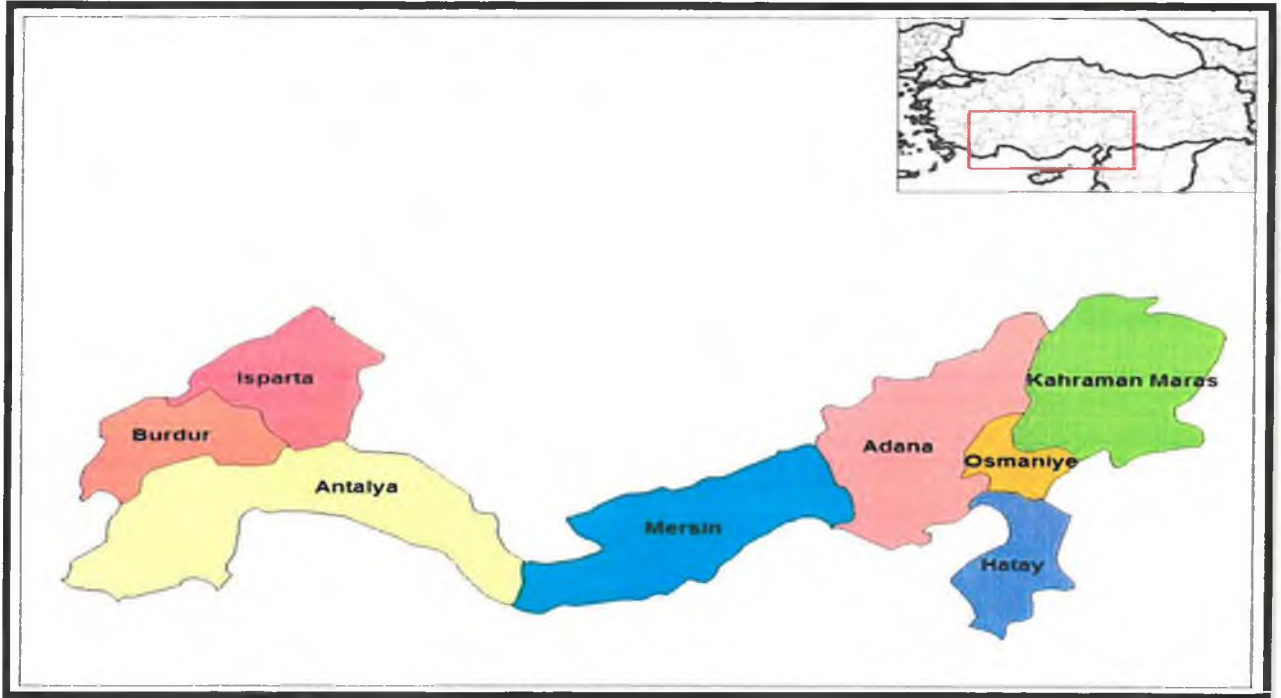 Isparta
Kahraman Maras
Burdur
Adana
Osmaniye
Antalya
Mersin
Hatay